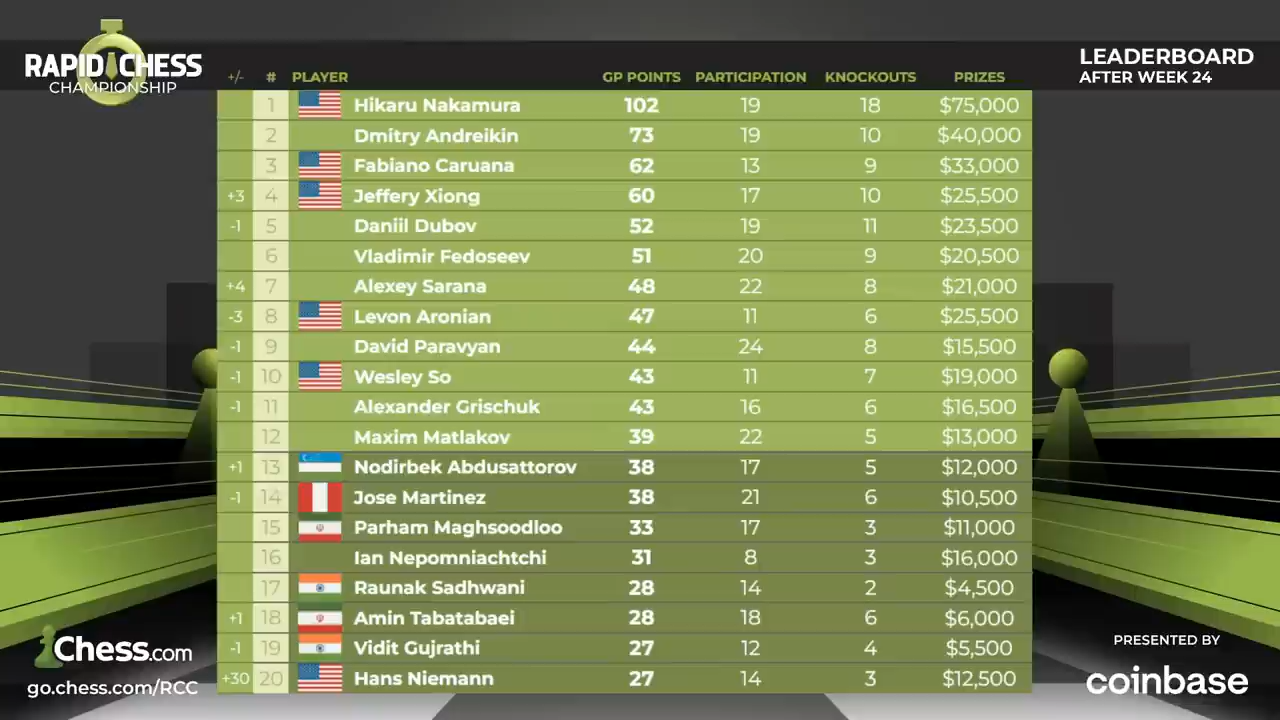 RAPID CHESS
CHAMPIONSHIP
LEADERBOARD
AFTER WEEK 24
+/- # PLAYER GP POINTS PARTICIPATION KNOCKOUTS PRIZES
1 Hikaru Nakamura 102 19 18 $75,000
2 Dmitry Andreikin 73 19 10 $40,000
3 Fabiano Caruana 62 13 9 $33,000
+3 4 Jeffery Xiong 60 17 10 $25,500
-1 5 Daniil Dubov 52 19 11 $23,500
6 Vladimir Fedoseev 51 20 9 $20,500
+4 7 Alexey Sarana 48 22 8 $21,000
-3 8 Levon Aronian 47 11 6 $25,500
-1 9 David Paravyan 44 24 8 $15,500
-1 10 Wesley So 43 11 7 $19,000
-1 11 Alexander Grischuk 43 16 6 $16,500
12 Maxim Matlakov 39 22 5 $13,000
+1 13 Nodirbek Abdusattorov 38 17 5 $12,000
-1 14 Jose Martinez 38 21 6 $10,500
15 Parham Maghsoodloo 33 17 3 $11,000
16 Ian Nepomniachtchi 31 8 3 $16,000
17 Raunak Sadhwani 28 14 2 $4,500
+1 18 Amin Tabatabaei 28 18 6 $6,000
-1 19 Vidit Gujrathi 27 12 4 $5,500
+30 20 Hans Niemann 27 14 3 $12,500
Chess.com
go.chess.com/RCC
PRESENTED BY
coinbase